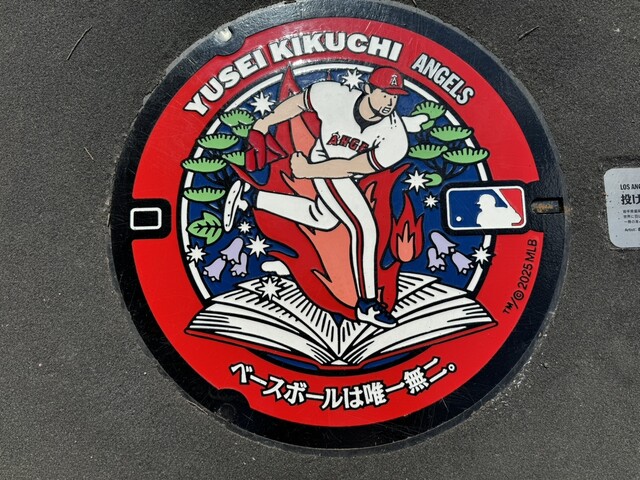 YUSEI KIKUCHI ANGELS
ANGE
™/© 2025 MLB
ベースボールは唯一無二。
LOS AN
投げ